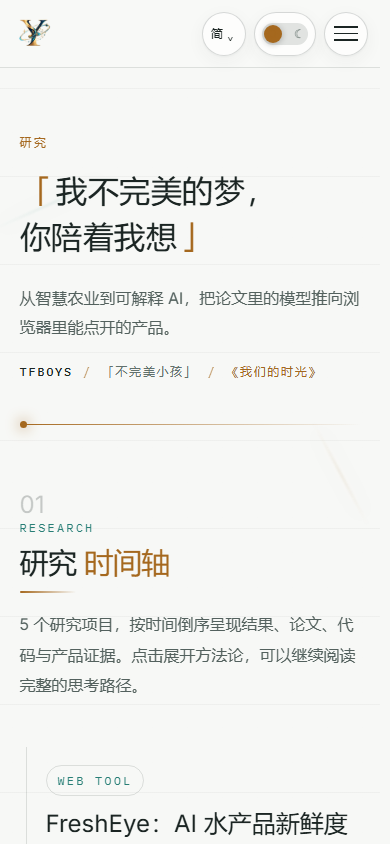 简
研究
「我不完美的梦，
你陪着我想」
从智慧农业到可解释 AI，把论文里的模型推向浏
览器里能点开的产品。
TFBOYS / 「不完美小孩」 / 《我们的时光》
01
RESEARCH
研究 时间轴
5 个研究项目，按时间倒序呈现结果、论文、代
码与产品证据。点击展开方法论，可以继续阅读
完整的思考路径。
WEB TOOL
FreshEye：AI 水产品新鲜度